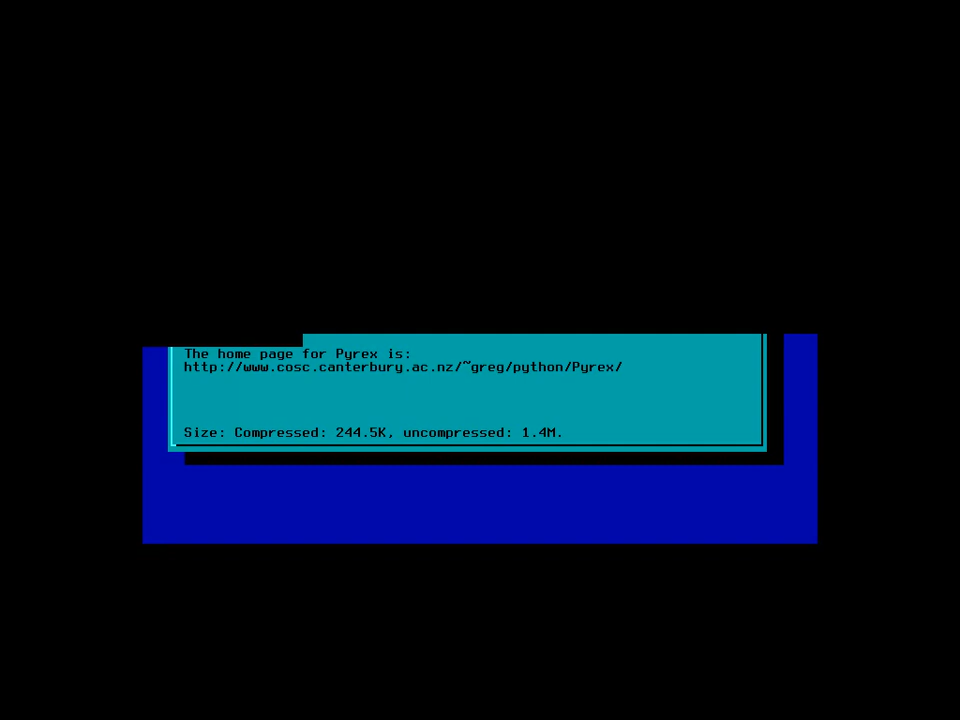 The home page for Pyrex is:
http://www.cosc.canterbury.ac.nz/~greg/python/Pyrex/
Size: Compressed: 244.5K, uncompressed: 1.4M.